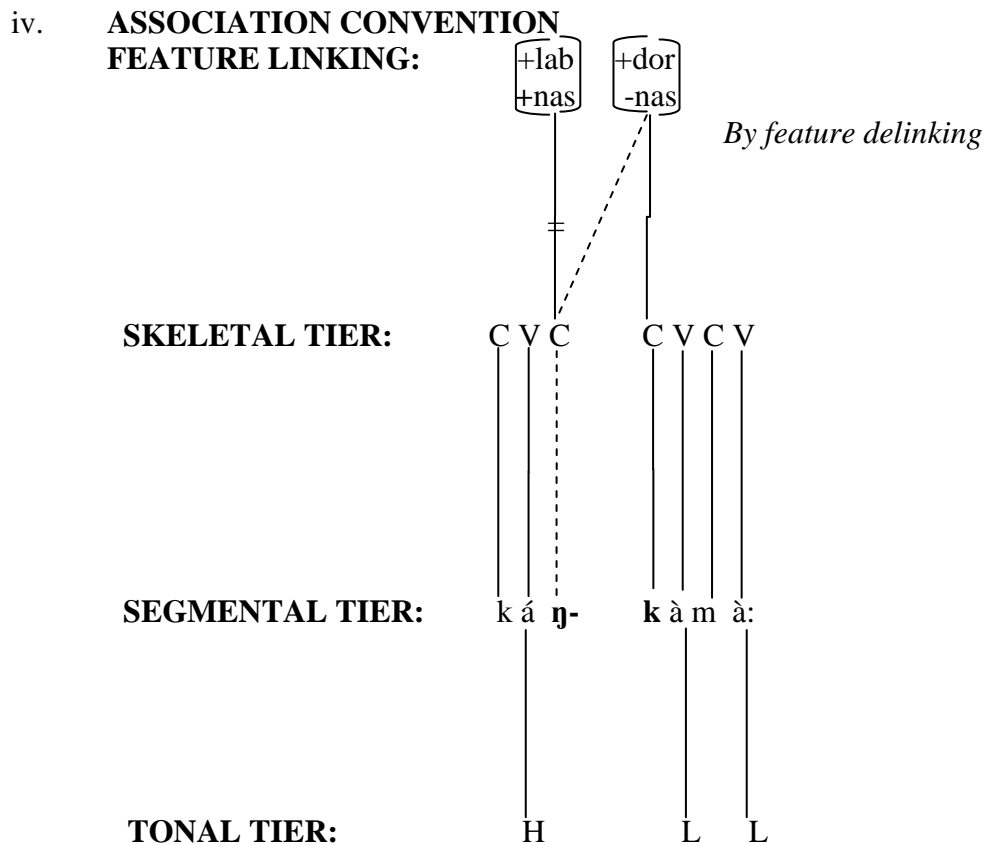 iv. ASSOCIATION CONVENTION
FEATURE LINKING: +lab +dor
+nas -nas
By feature delinking
SKELETAL TIER: C V C C V C V
SEGMENTAL TIER: k á ŋ- k à m à:
TONAL TIER: H L L